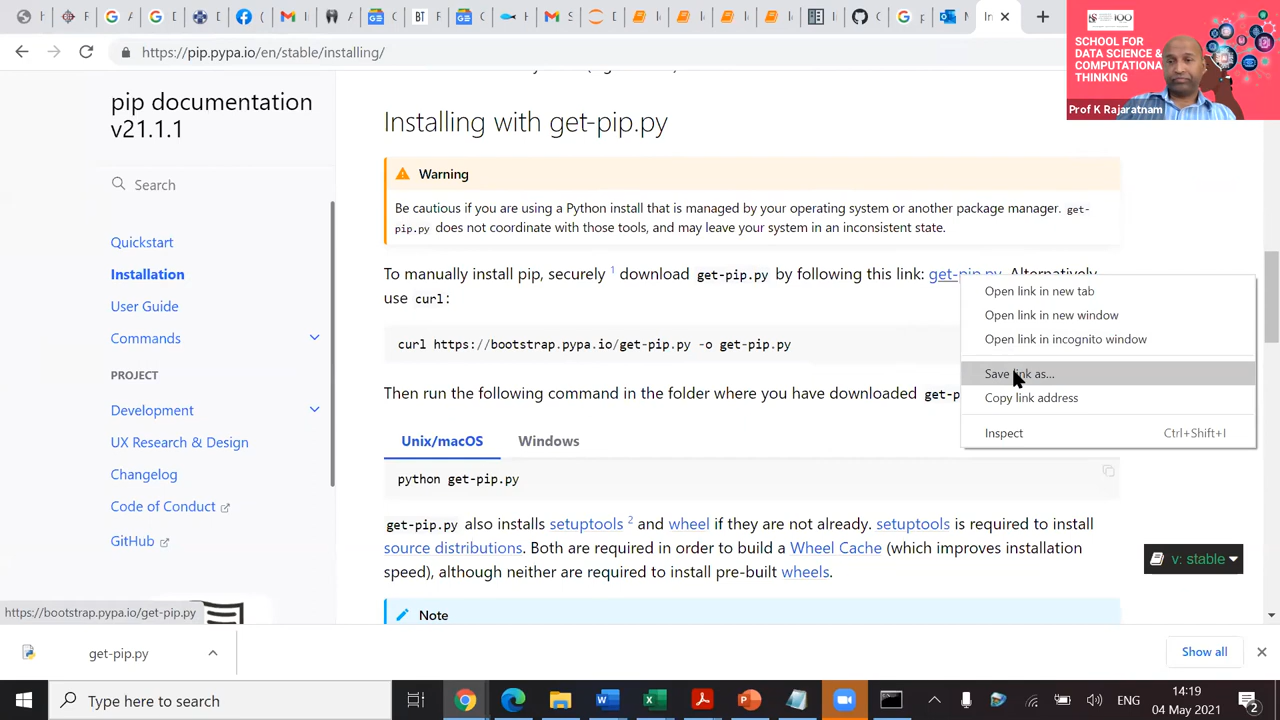 https://pip.pypa.io/en/stable/installing/
SCHOOL FOR
DATA SCIENCE &
COMPUTATIONA
THINKING
Prof K Rajaratnam
100
pip documentation
v21.1.1
Search
Quickstart
Installation
User Guide
Commands
PROJECT
Development
UX Research & Design
Changelog
Code of Conduct
GitHub
https://bootstrap.pypa.io/get-pip.py
Installing with get-pip.py
Warning
Be cautious if you are using a Python install that is managed by your operating system or another package manager. get-
pip.py does not coordinate with those tools, and may leave your system in an inconsistent state.
To manually install pip, securely 1 download get-pip.py by following this link: get-pip.py. Alternatively
use curl:
curl https://bootstrap.pypa.io/get-pip.py -o get-pip.py
Then run the following command in the folder where you have downloaded get-p
Unix/macOS Windows
python get-pip.py
get-pip.py also installs setuptools 2 and wheel if they are not already. setuptools is required to install
source distributions. Both are required in order to build a Wheel Cache (which improves installation
speed), although neither are required to install pre-built wheels.
Note
Open link in new tab
Open link in new window
Open link in incognito window
Save link as...
Copy link address
Inspect Ctrl+Shift+I
v: stable
get-pip.py
Show all
Type here to search
ENG
14:19
04 May 2021
2